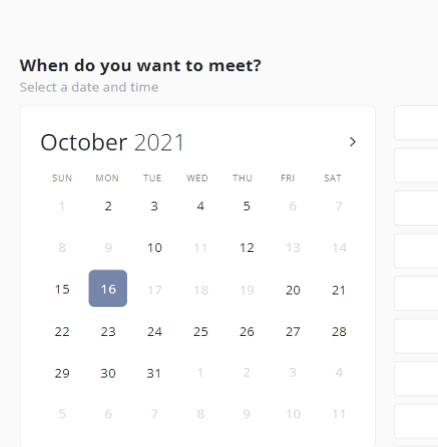 When do you want to meet?
Select a date and time
October 2021
SUN MON TUE WED THU FRI SAT
1 2 3 4 5 6 7
8 9 10 11 12 13 14
15 16 17 18 19 20 21
22 23 24 25 26 27 28
29 30 31 1 2 3 4
5 6 7 8 9 10 11